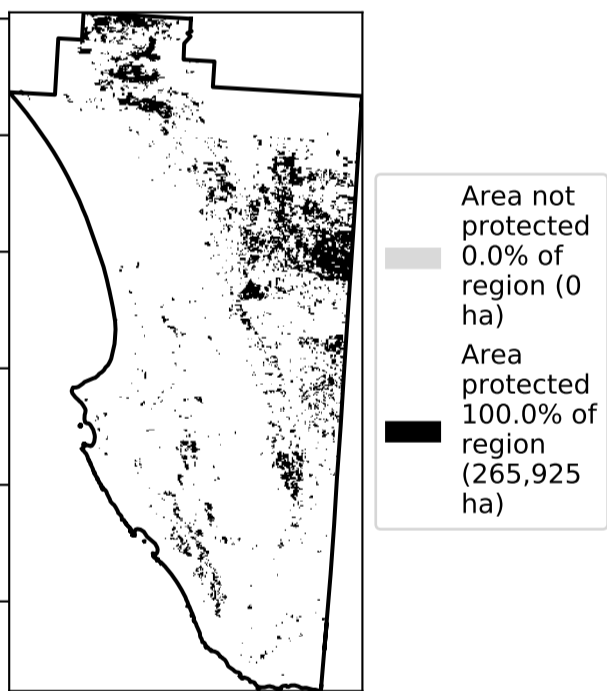 Area not
protected
0.0% of
region (0
ha)
Area
protected
100.0% of
region
(265,925
ha)